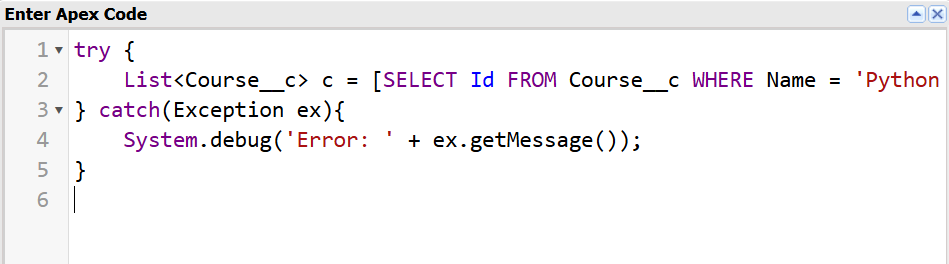 Enter Apex Code
1 try {
2 List<Course__c> c = [SELECT Id FROM Course__c WHERE Name = 'Python
3 } catch(Exception ex){
4 System.debug('Error: ' + ex.getMessage());
5 }
6